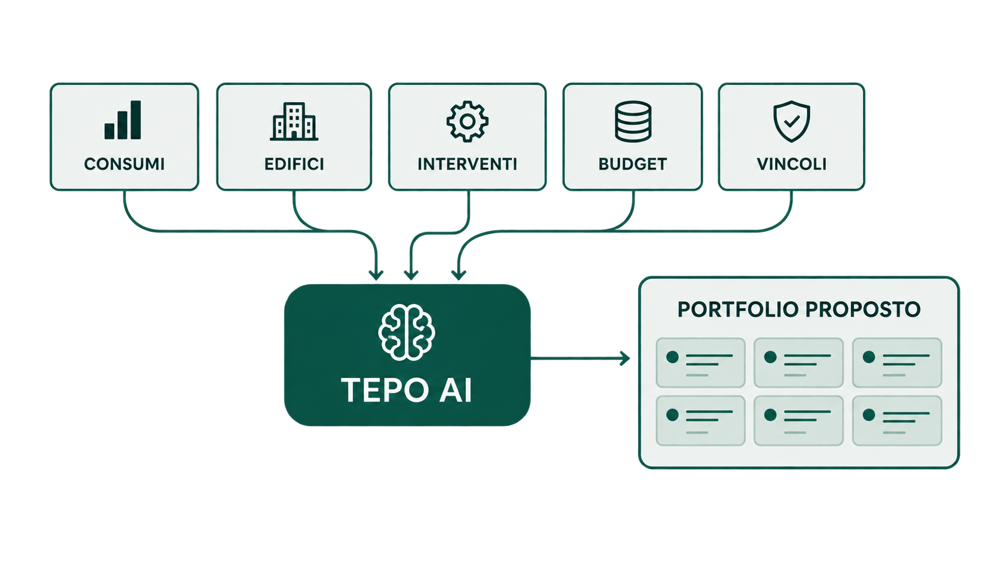 CONSUMI
EDIFICI
INTERVENTI
BUDGET
VINCOLI
TEPO AI
PORTFOLIO PROPOSTO